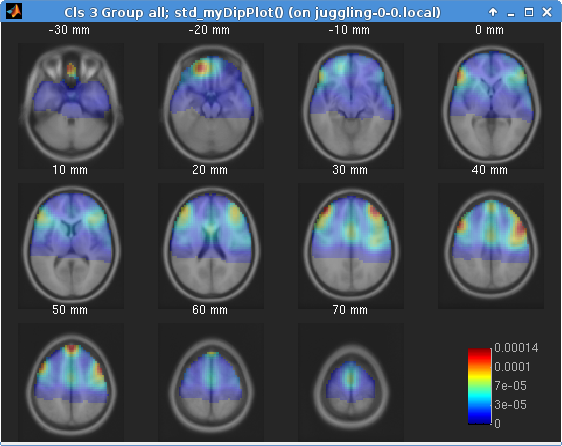 Cls 3 Group all; std_myDipPlot() (on juggling-0-0.local)
-30 mm -20 mm -10 mm 0 mm
10 mm 20 mm 30 mm 40 mm
50 mm 60 mm 70 mm
0.00014
0.0001
7e-05
3e-05
0